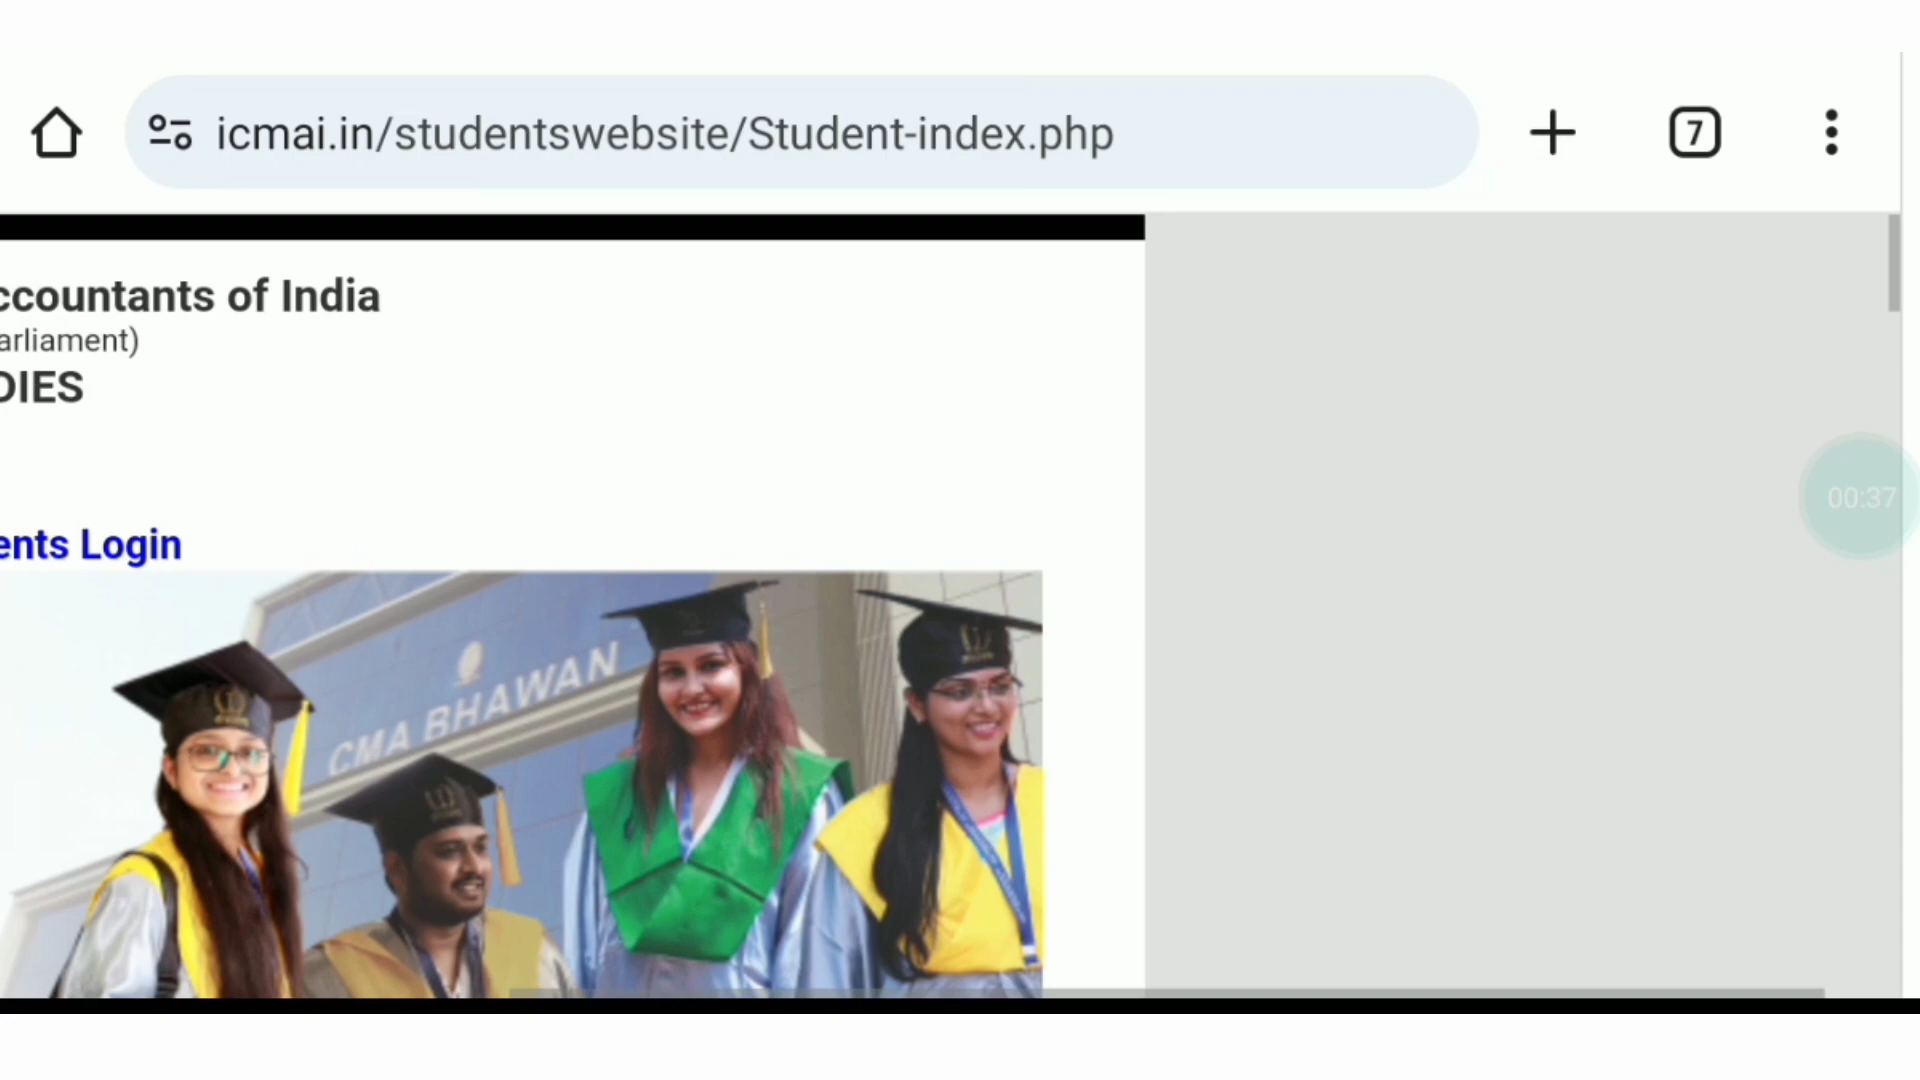 icmai.in/studentswebsite/Student-index.php
7
ccountants of India
arliament)
DIES
00:37
ents Login
CMA BHAWAN